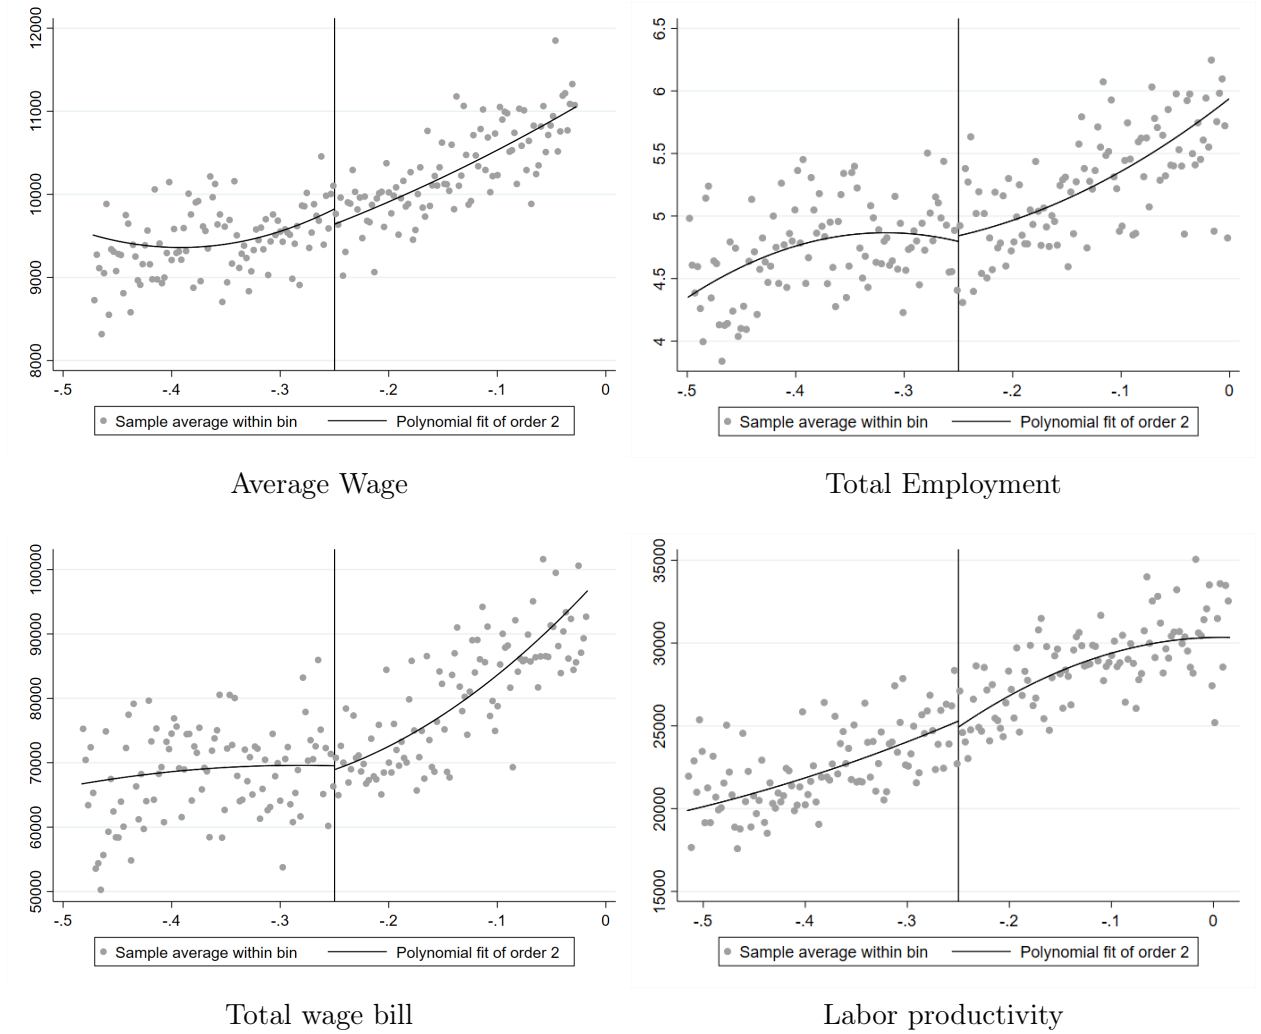 12000
11000
10000
9000
8000
-.5 -.4 -.3 -.2 -.1 0
Sample average within bin Polynomial fit of order 2
Average Wage
6.5
6
5.5
5
4.5
4
-.5 -.4 -.3 -.2 -.1 0
Sample average within bin Polynomial fit of order 2
Total Employment
100000
90000
80000
70000
60000
50000
-.5 -.4 -.3 -.2 -.1 0
Sample average within bin Polynomial fit of order 2
Total wage bill
35000
30000
25000
20000
15000
-.5 -.4 -.3 -.2 -.1 0
Sample average within bin Polynomial fit of order 2
Labor productivity